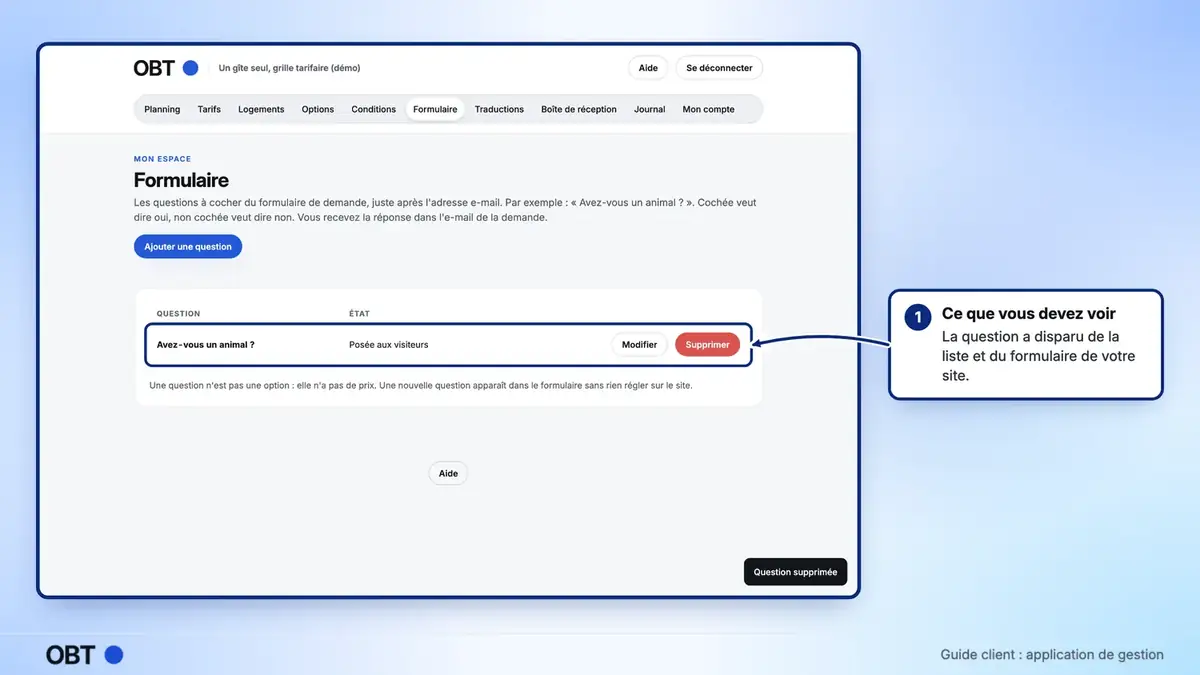 OBT
Un gîte seul, grille tarifaire (démo)
Aide
Se déconnecter
Planning
Tarifs
Logements
Options
Conditions
Formulaire
Traductions
Boîte de réception
Journal
Mon compte
MON ESPACE
Formulaire
Les questions à cocher du formulaire de demande, juste après l'adresse e-mail. Par exemple : « Avez-vous un animal ? ». Cochée veut
dire oui, non cochée veut dire non. Vous recevez la réponse dans l'e-mail de la demande.
Ajouter une question
QUESTION
ÉTAT
Avez-vous un animal ?
Posée aux visiteurs
Modifier
Supprimer
Une question n'est pas une option : elle n'a pas de prix. Une nouvelle question apparaît dans le formulaire sans rien régler sur le site.
Aide
Question supprimée
1
Ce que vous devez voir
La question a disparu de la
liste et du formulaire de votre
site.
OBT
Guide client : application de gestion